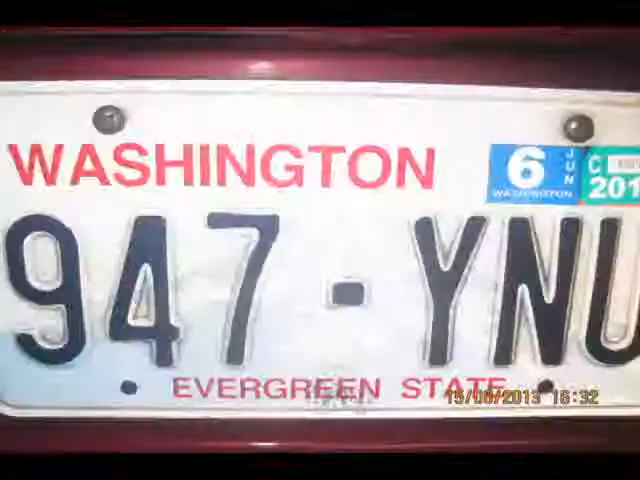 WASHINGTON
6 JUN
WASHINGTON
C
201
947-YNU
EVERGREEN STATE
15/06/2013 16:32